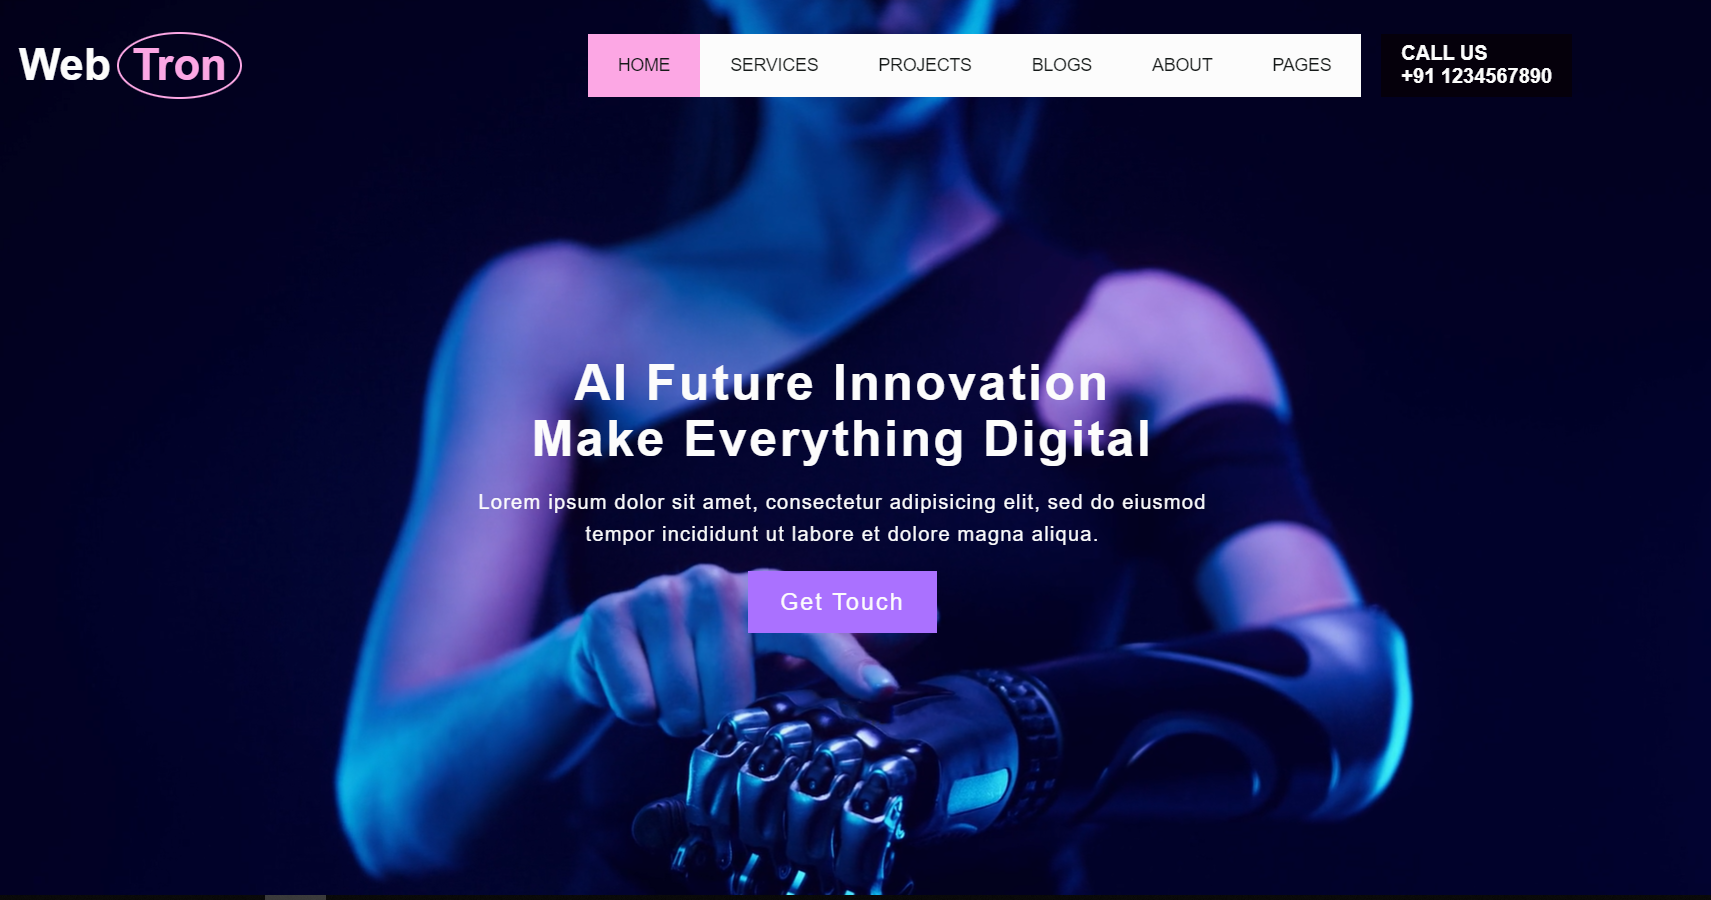 Web Tron
HOME SERVICES PROJECTS BLOGS ABOUT PAGES
CALL US
+91 1234567890
AI Future Innovation
Make Everything Digital
Lorem ipsum dolor sit amet, consectetur adipisicing elit, sed do eiusmod
tempor incididunt ut labore et dolore magna aliqua.
Get Touch